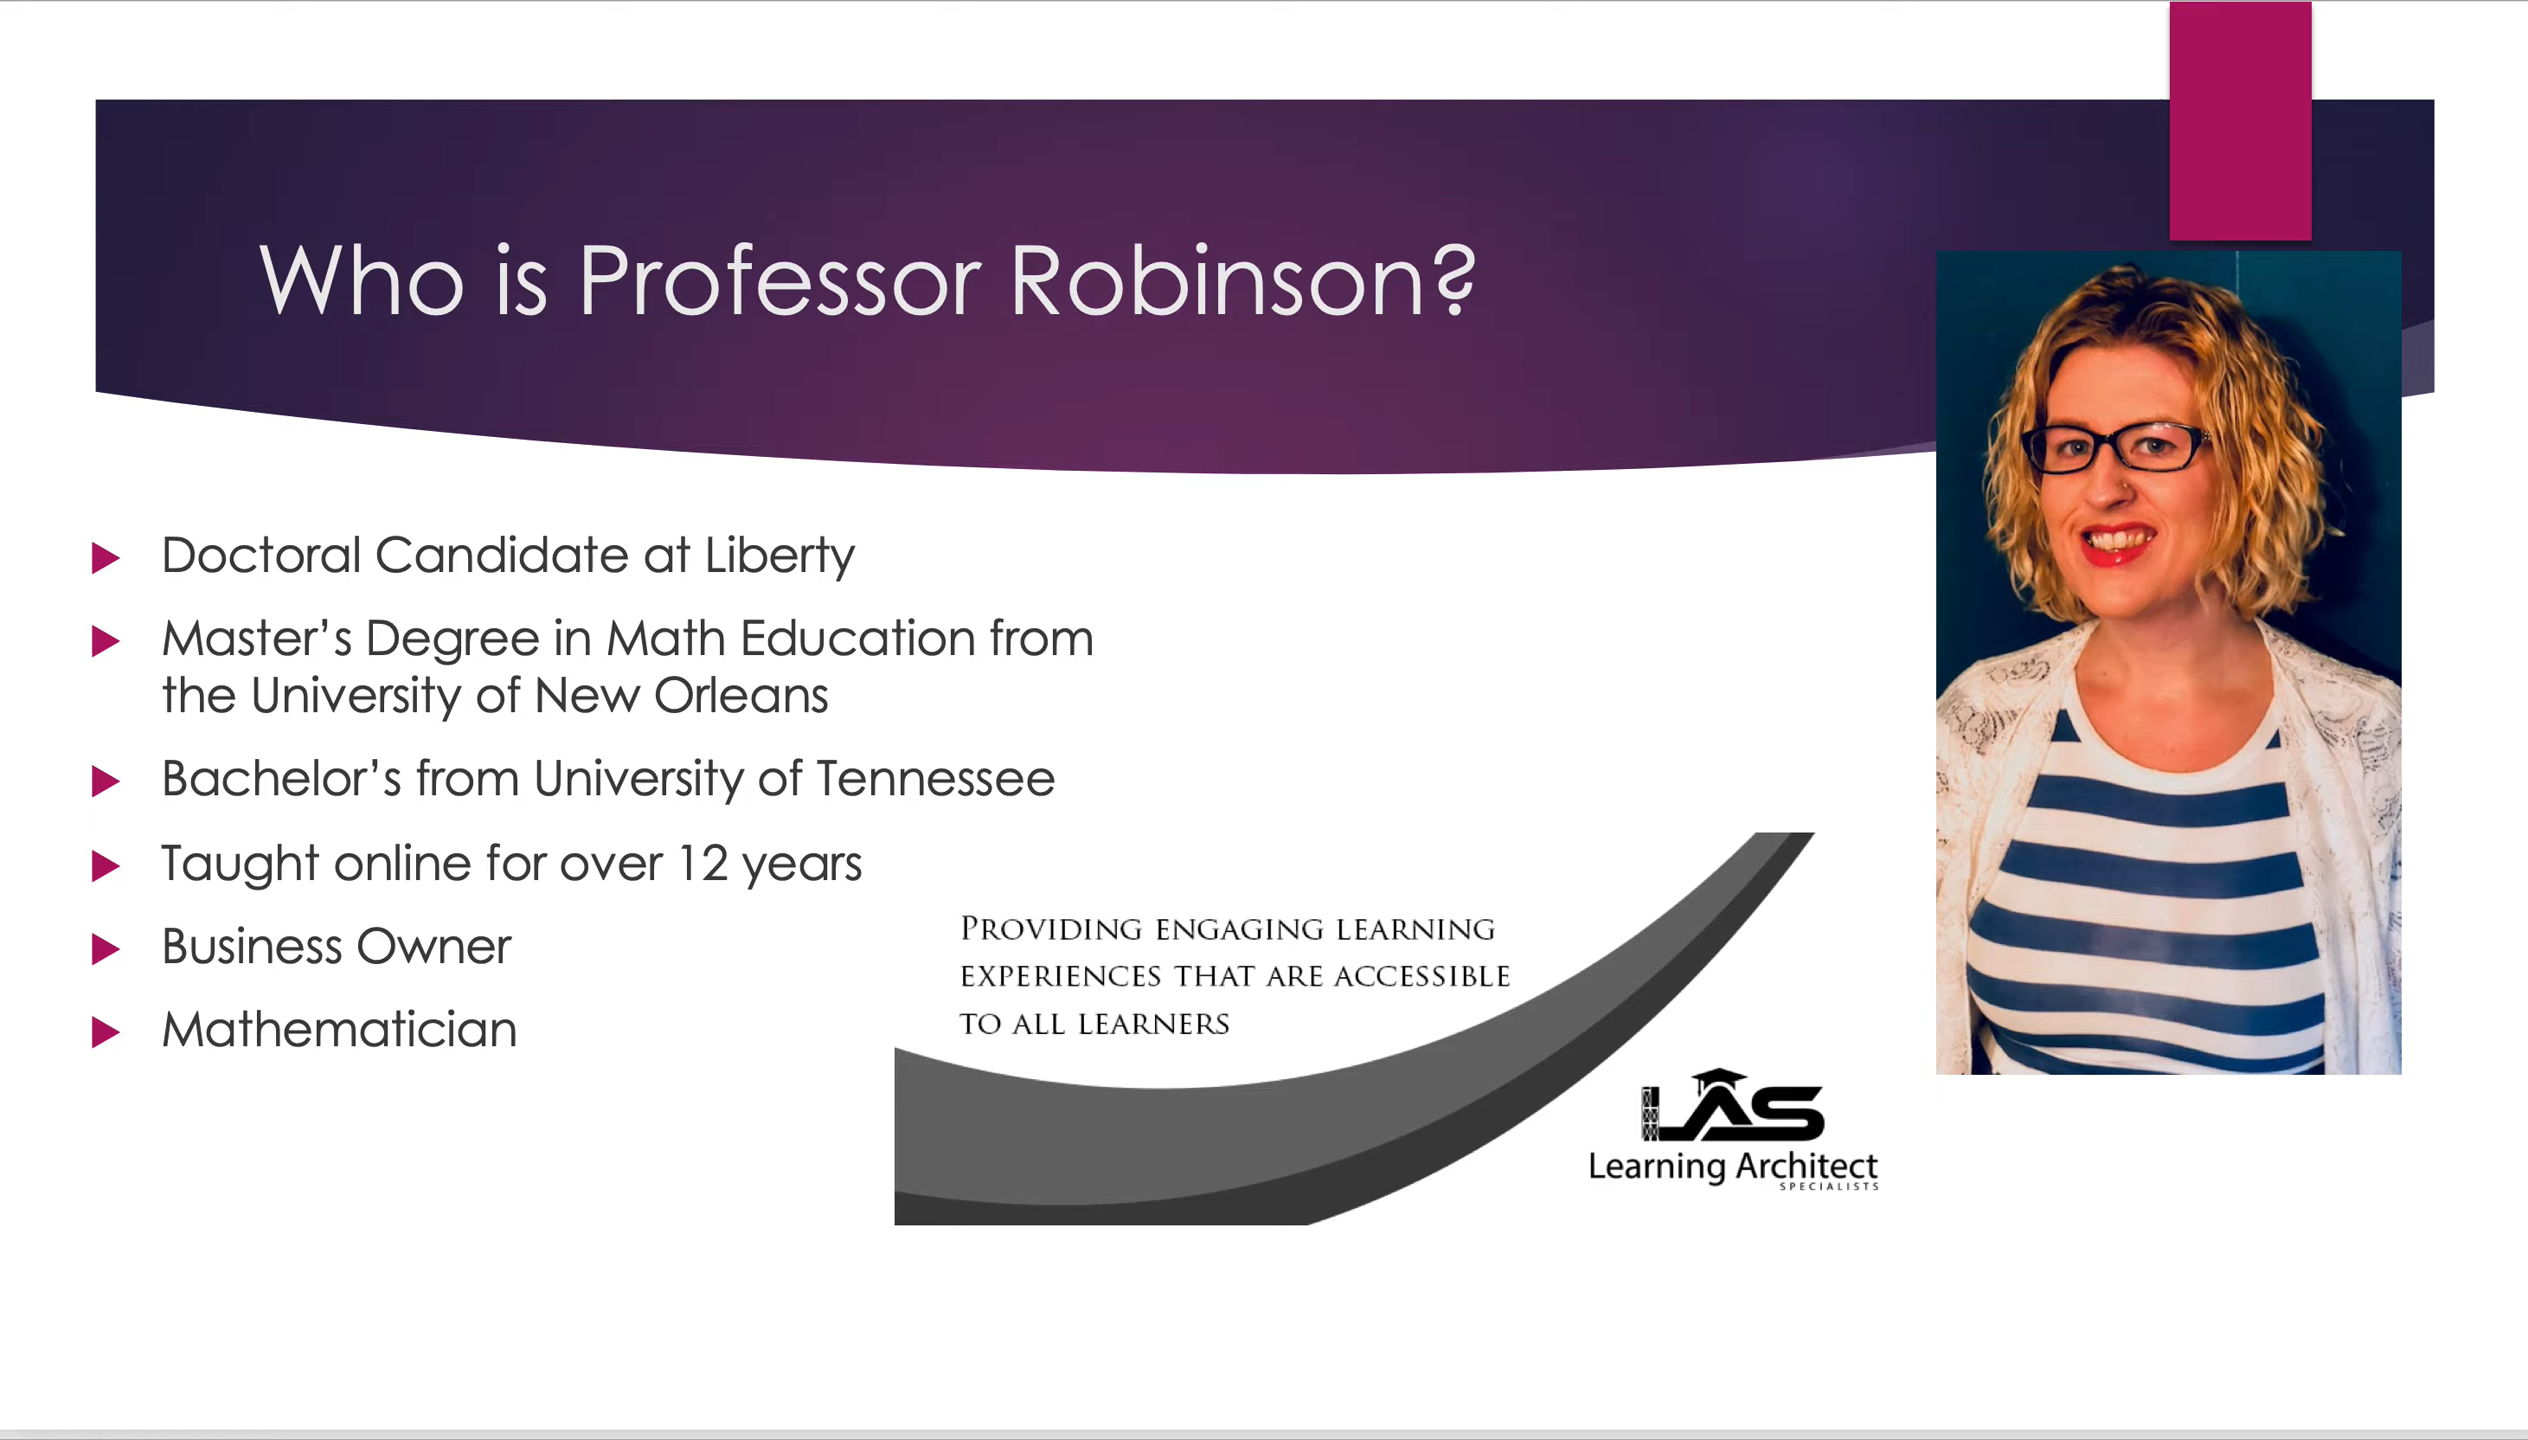 Who is Professor Robinson?
Doctoral Candidate at Liberty
Master’s Degree in Math Education from
the University of New Orleans
Bachelor’s from University of Tennessee
Taught online for over 12 years
Business Owner
Mathematician
Providing engaging learning
experiences that are accessible
to all learners
LAS
Learning Architect
SPECIALISTS